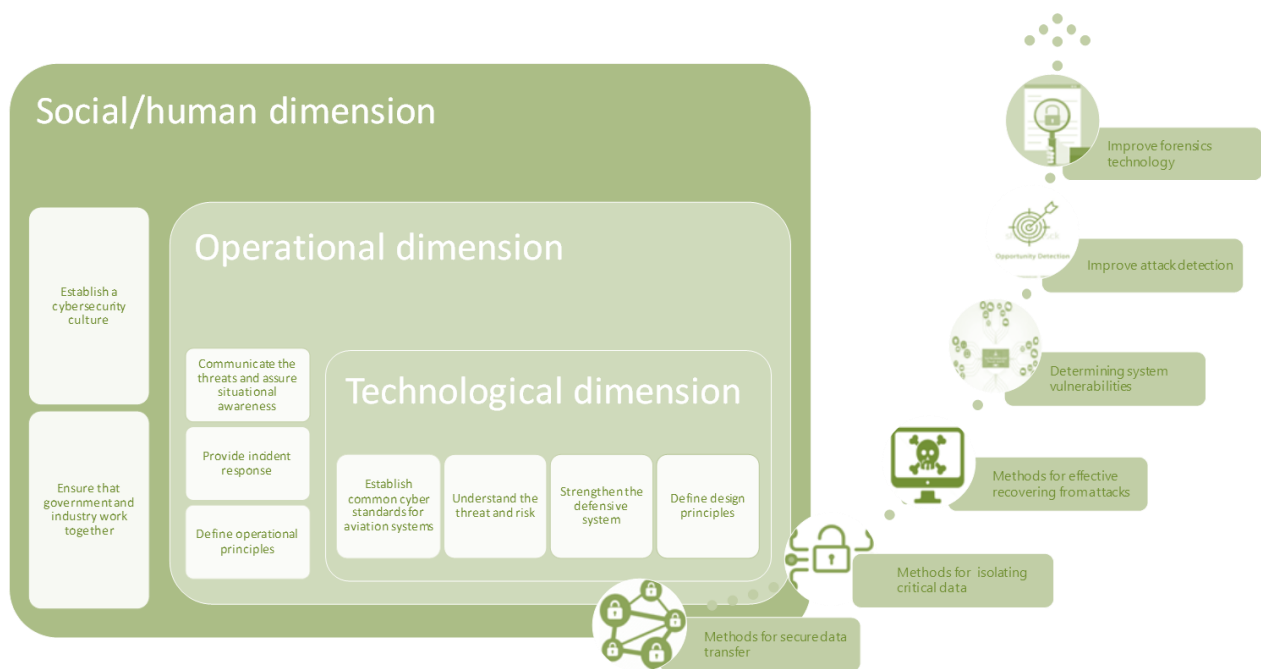 Social/human dimension
Establish a
cybersecurity
culture
Ensure that
government and
industry work
together
Operational dimension
Communicate the
threats and assure
situational
awareness
Provide incident
response
Define operational
principles
Technological dimension
Establish
common cyber
standards for
aviation systems
Understand the
threat and risk
Strengthen the
defensive
system
Define design
principles
Improve forensics
technology
Opportunity Detection
Improve attack detection
Determining system
vulnerabilities
Methods for effective
recovering from attacks
Methods for isolating
critical data
Methods for secure data
transfer